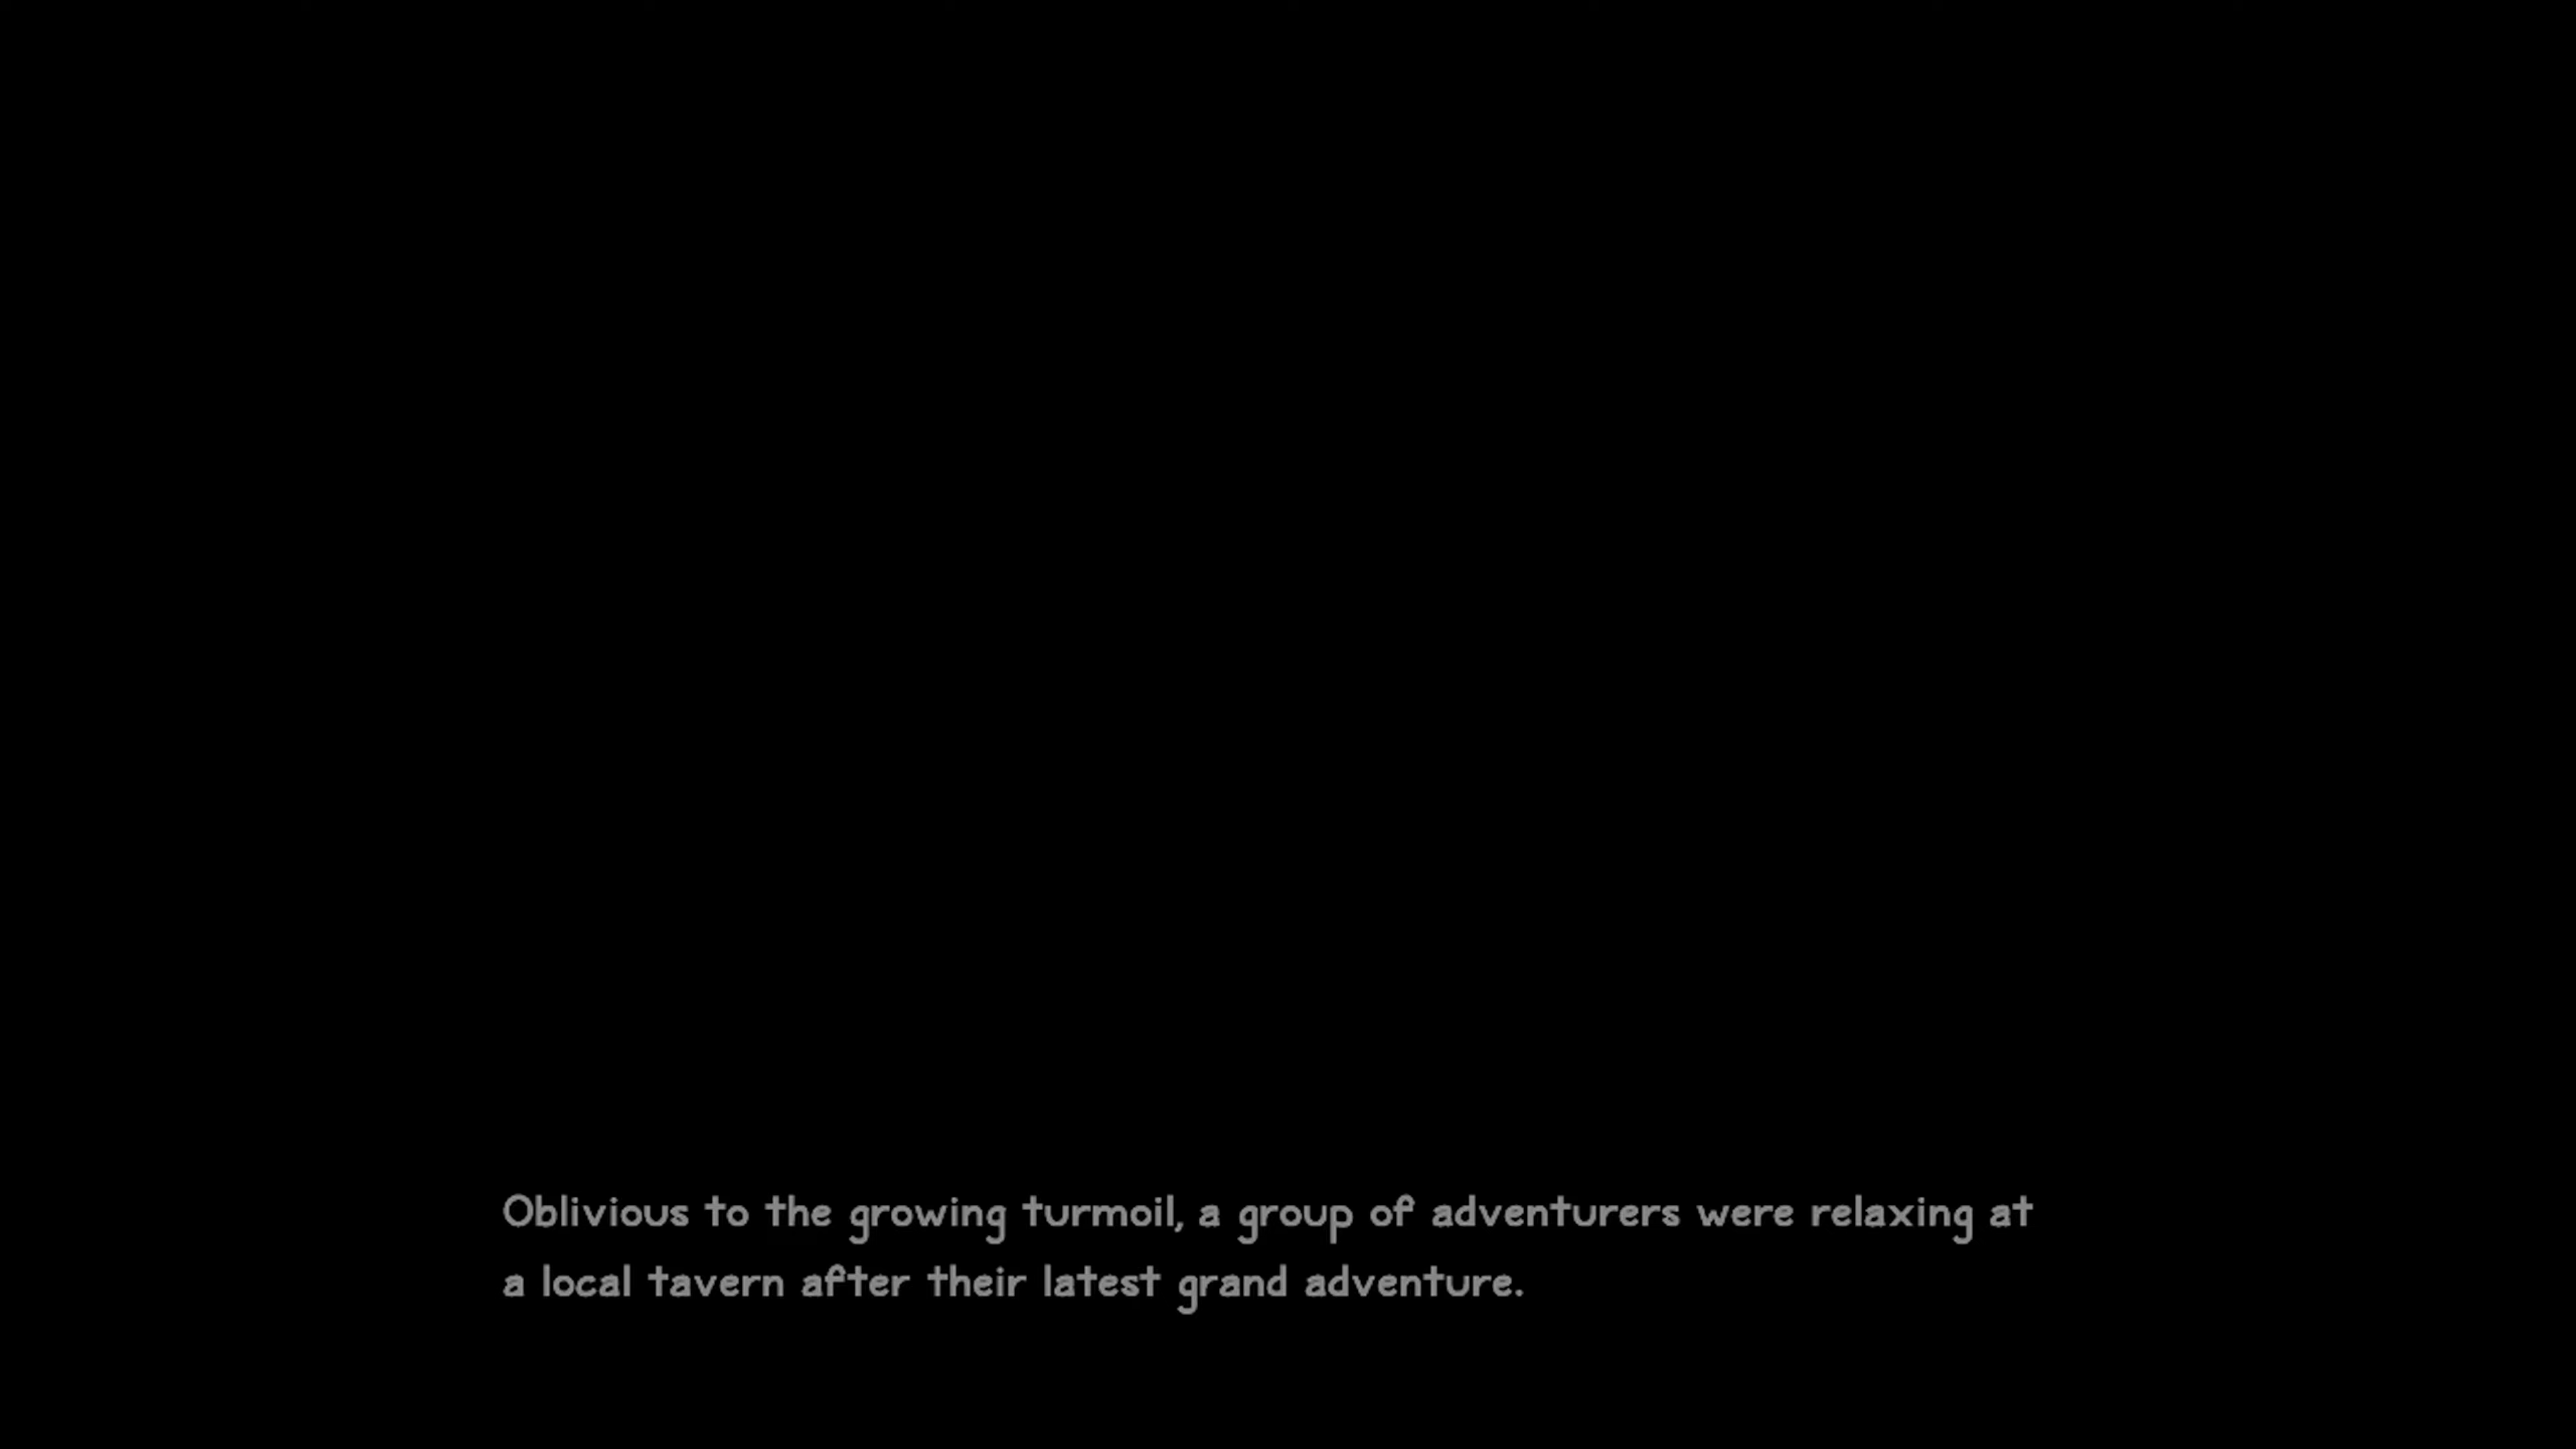 Oblivious to the growing turmoil, a group of adventurers were relaxing at
a local tavern after their latest grand adventure.